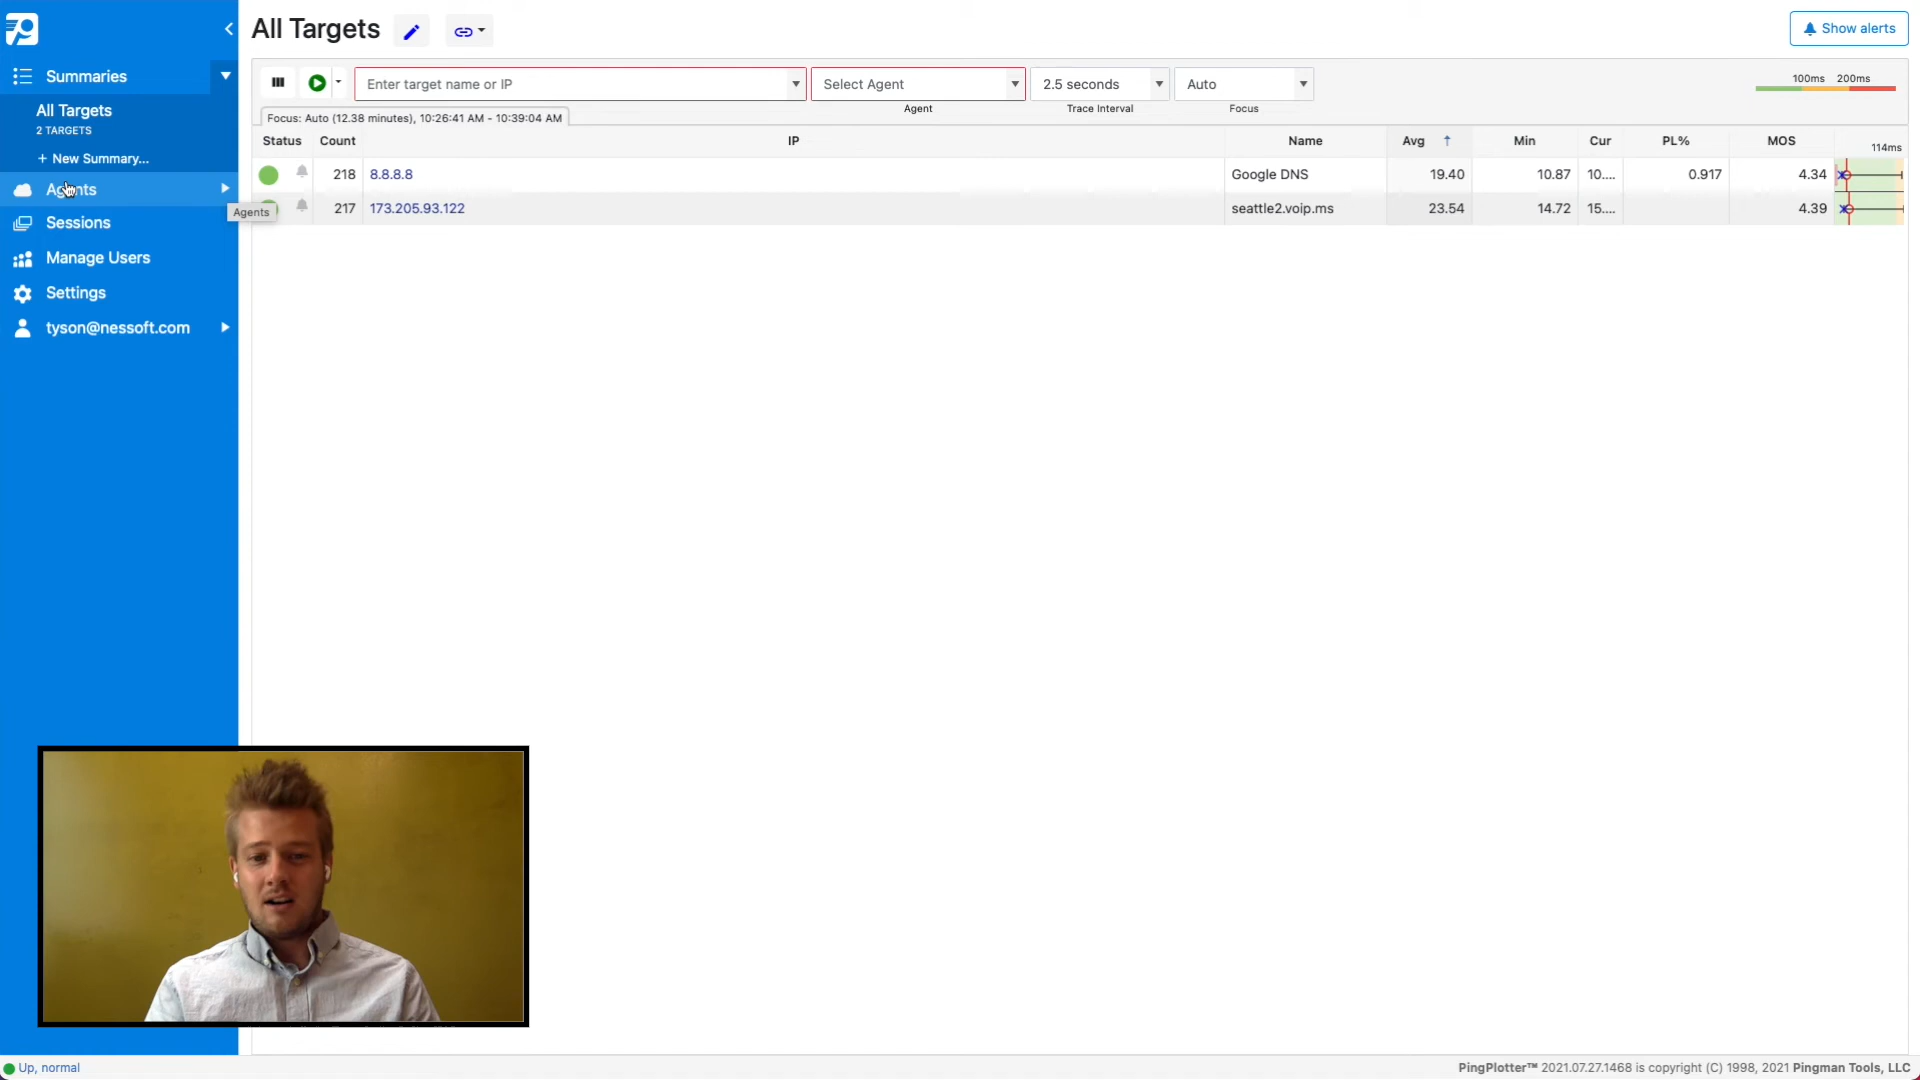 All Targets
Show alerts
Summaries
All Targets
2 TARGETS
+ New Summary...
Agents
Agents
Sessions
Manage Users
Settings
tyson@nessoft.com
Enter target name or IP
Select Agent
2.5 seconds
Auto
100ms 200ms
Agent
Trace Interval
Focus
Focus: Auto (12.38 minutes), 10:26:41 AM - 10:39:04 AM
Status Count IP Name Avg Min Cur PL% MOS 114ms
218 8.8.8.8 Google DNS 19.40 10.87 10.... 0.917 4.34
217 173.205.93.122 seattle2.voip.ms 23.54 14.72 15.... 4.39
Up, normal
PingPlotter™ 2021.07.27.1468 is copyright (C) 1998, 2021 Pingman Tools, LLC